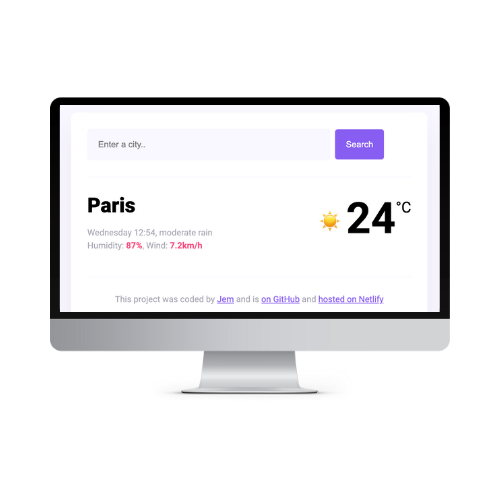 Enter a city.. Search
Paris
24 °C
Wednesday 12:54, moderate rain
Humidity: 87%, Wind: 7.2km/h
This project was coded by Jem and is on GitHub and hosted on Netlify